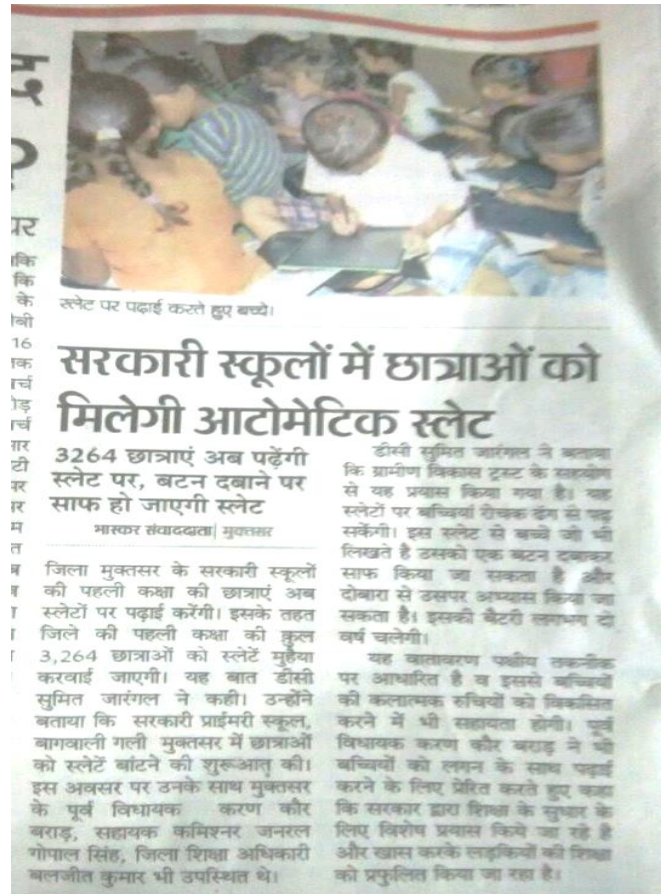 स्लेट पर पढ़ाई करते हुए बच्चे।
सरकारी स्कूलों में छात्राओं को
मिलेगी आटोमेटिक स्लेट
3264 छात्राएं अब पढ़ेंगी
स्लेट पर, बटन दबाने पर
साफ हो जाएगी स्लेट
भास्कर संवाददाता| मुक्तसर
जिला मुक्तसर के सरकारी स्कूलों
की पहली कक्षा की छात्राएं अब
स्लेटों पर पढ़ाई करेंगी। इसके तहत
जिले की पहली कक्षा की कुल
3,264 छात्राओं को स्लेटें मुहैया
करवाई जाएगी। यह बात डीसी
सुमित जारंगल ने कही। उन्होंने
बताया कि सरकारी प्राईमरी स्कूल,
बागवाली गली मुक्तसर में छात्राओं
को स्लेटें बांटने की शुरूआत की।
इस अवसर पर उनके साथ मुक्तसर
के पूर्व विधायक करण कौर
बराड़, सहायक कमिश्नर जनरल
गोपाल सिंह, जिला शिक्षा अधिकारी
बलजीत कुमार भी उपस्थित थे।
डीसी सुमित जारंगल ने बताया
कि ग्रामीण विकास ट्रस्ट के सहयोग
से यह प्रयास किया गया है। यह
स्लेटों पर बच्चियां रोचक ढंग से पढ़
सकेंगी। इस स्लेट से बच्चे जो भी
लिखते है उसको एक बटन दबाकर
साफ किया जा सकता है और
दोबारा से उसपर अभ्यास किया जा
सकता है। इसकी बैटरी लगभग दो
वर्ष चलेगी।
यह वातावरण पक्षीय तकनीक
पर आधारित है व इससे बच्चियों
की कलात्मक रुचियों को विकसित
करने में भी सहायता होगी। पूर्व
विधायक करण कौर बराड़ ने भी
बच्चियों को लगन के साथ पढ़ाई
करने के लिए प्रेरित करते हुए कहा
कि सरकार द्वारा शिक्षा के सुधार के
लिए विशेष प्रयास किये जा रहे है
और खास करके लड़कियों की शिक्षा
को प्रफुलित किया जा रहा है।